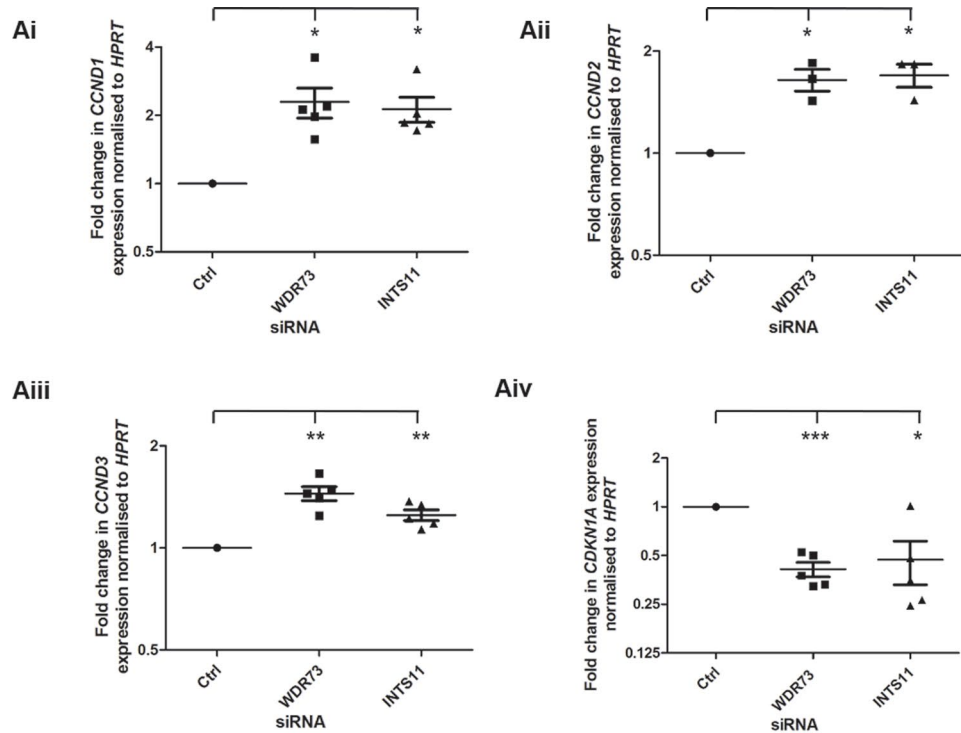 Ai
Fold change in CCND1
expression normalised to HPRT
*
*
4
2
1
0.5
Ctrl
WDR73
INTS11
siRNA
Aii
Fold change in CCND2
expression normalised to HPRT
*
*
2
1
0.5
Ctrl
WDR73
INTS11
siRNA
Aiii
Fold change in CCND3
expression normalised to HPRT
**
**
2
1
0.5
Ctrl
WDR73
INTS11
siRNA
Aiv
Fold change in CDKN1A expression
normalised to HPRT
***
*
2
1
0.5
0.25
0.125
Ctrl
WDR73
INTS11
siRNA